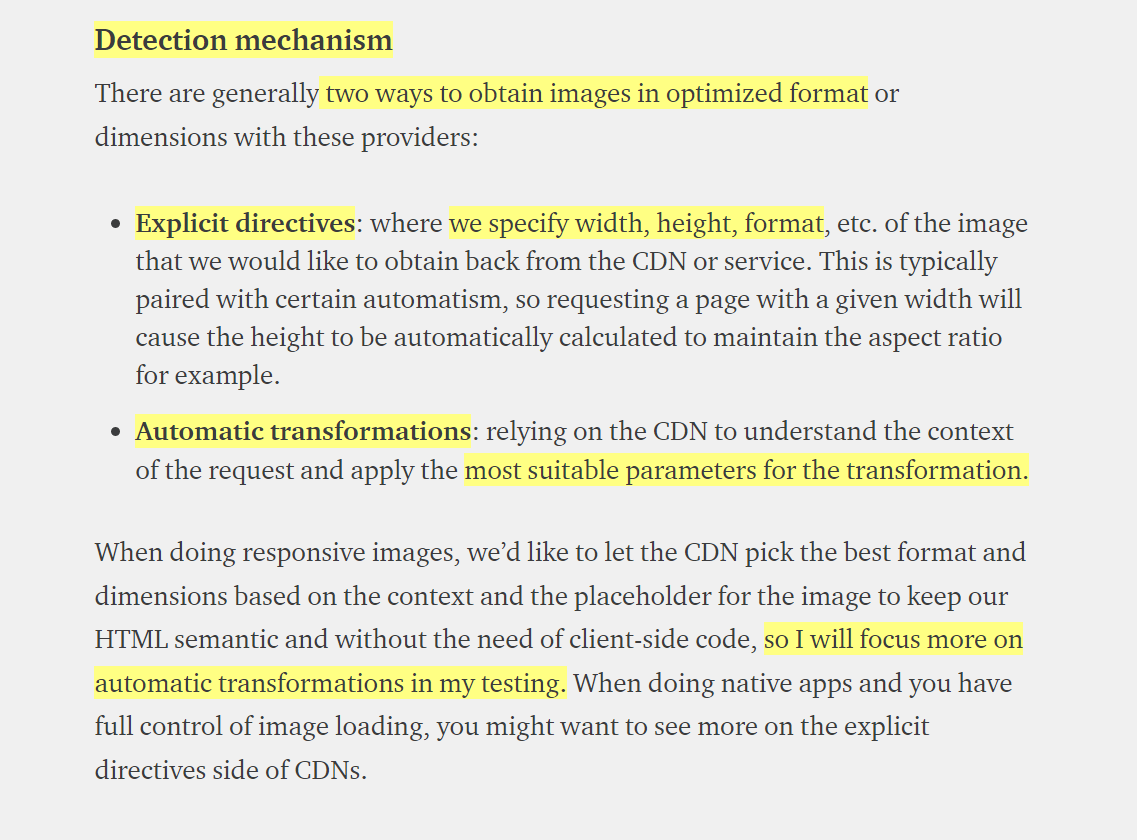 Detection mechanism
There are generally two ways to obtain images in optimized format or
dimensions with these providers:
• Explicit directives: where we specify width, height, format, etc. of the image
that we would like to obtain back from the CDN or service. This is typically
paired with certain automatism, so requesting a page with a given width will
cause the height to be automatically calculated to maintain the aspect ratio
for example.
• Automatic transformations: relying on the CDN to understand the context
of the request and apply the most suitable parameters for the transformation.
When doing responsive images, we’d like to let the CDN pick the best format and
dimensions based on the context and the placeholder for the image to keep our
HTML semantic and without the need of client-side code, so I will focus more on
automatic transformations in my testing. When doing native apps and you have
full control of image loading, you might want to see more on the explicit
directives side of CDNs.